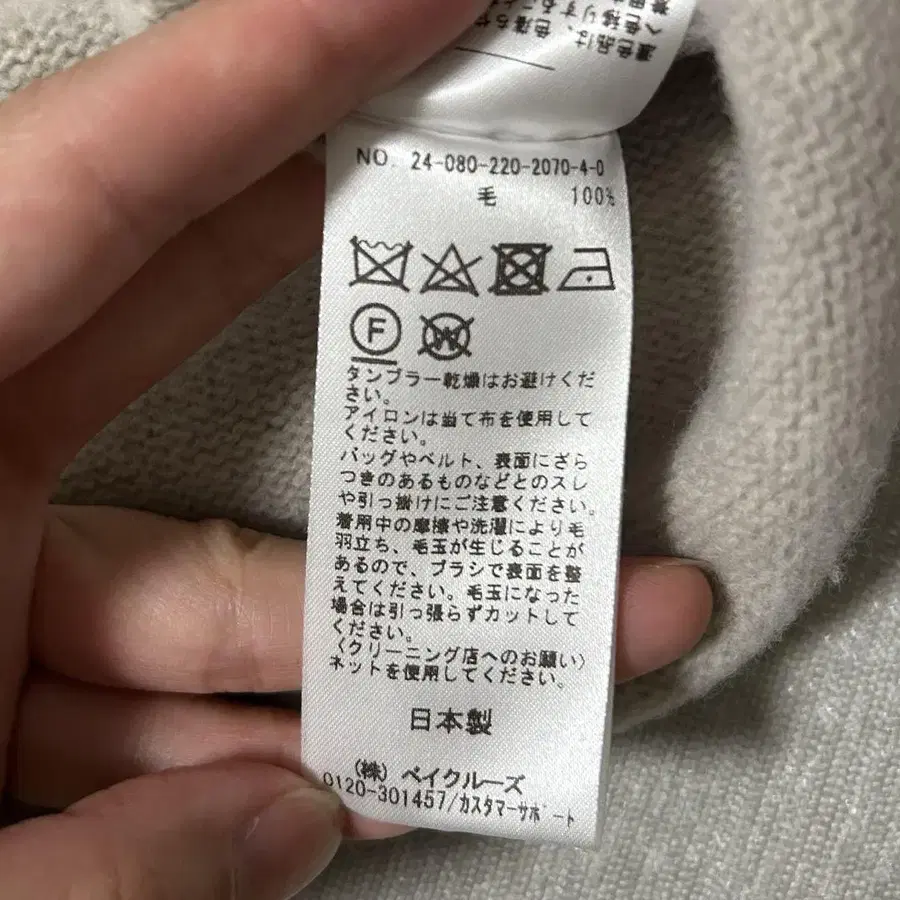 NO. 24-080-220-2070-4-0
毛 100%
F
W
タンブラー乾燥はお避けくだ
さい。
アイロンは当て布を使用して
ください。
バッグやベルト、表面にざら
つきのあるものなどとのスレ
や引っ掛けにご注意ください。
着用中の摩擦や洗濯により毛
羽立ち、毛玉が生じることが
あるので、ブラシで表面を整
えてください。毛玉になった
場合は引っ張らずカットして
ください。
〈クリーニング店へのお願い〉
ネットを使用してください。
日本製
(株) ベイクルーズ
0120-301457/カスタマーサポート